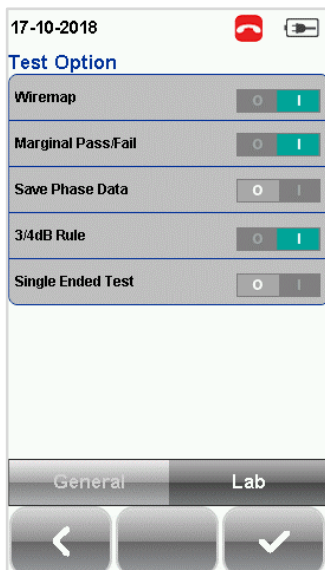 17-10-2018
Test Option
Wiremap O I
Marginal Pass/Fail O I
Save Phase Data O I
3/4dB Rule O I
Single Ended Test O I
General Lab